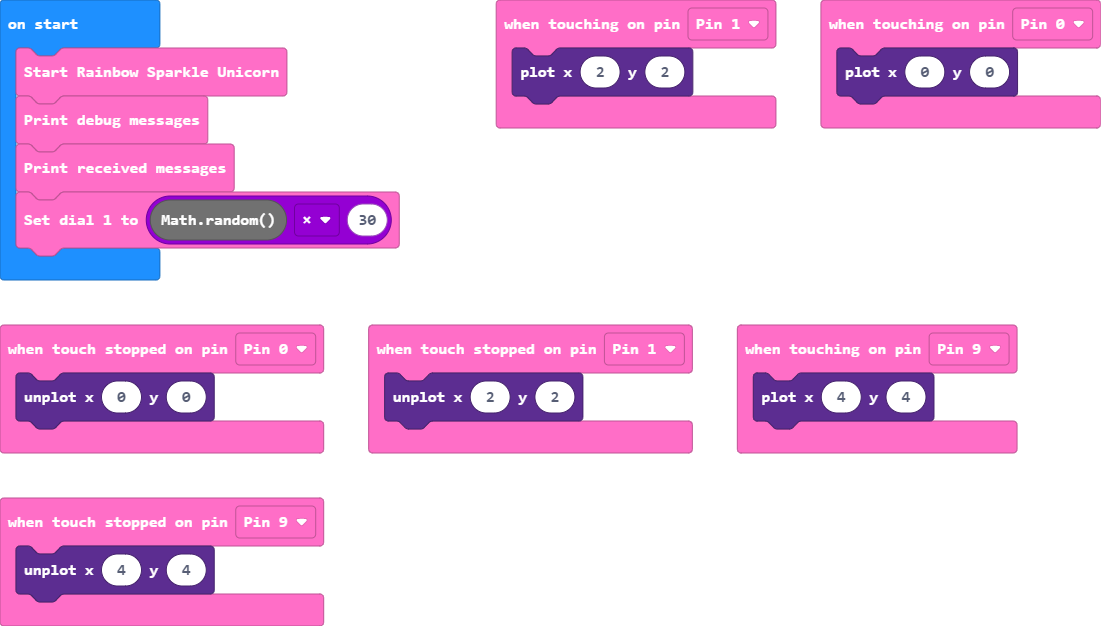 on start
Start Rainbow Sparkle Unicorn
Print debug messages
Print received messages
Set dial 1 to Math.random() × 30
when touching on pin Pin 1
plot x 2 y 2
when touching on pin Pin 0
plot x 0 y 0
when touch stopped on pin Pin 0
unplot x 0 y 0
when touch stopped on pin Pin 1
unplot x 2 y 2
when touching on pin Pin 9
plot x 4 y 4
when touch stopped on pin Pin 9
unplot x 4 y 4